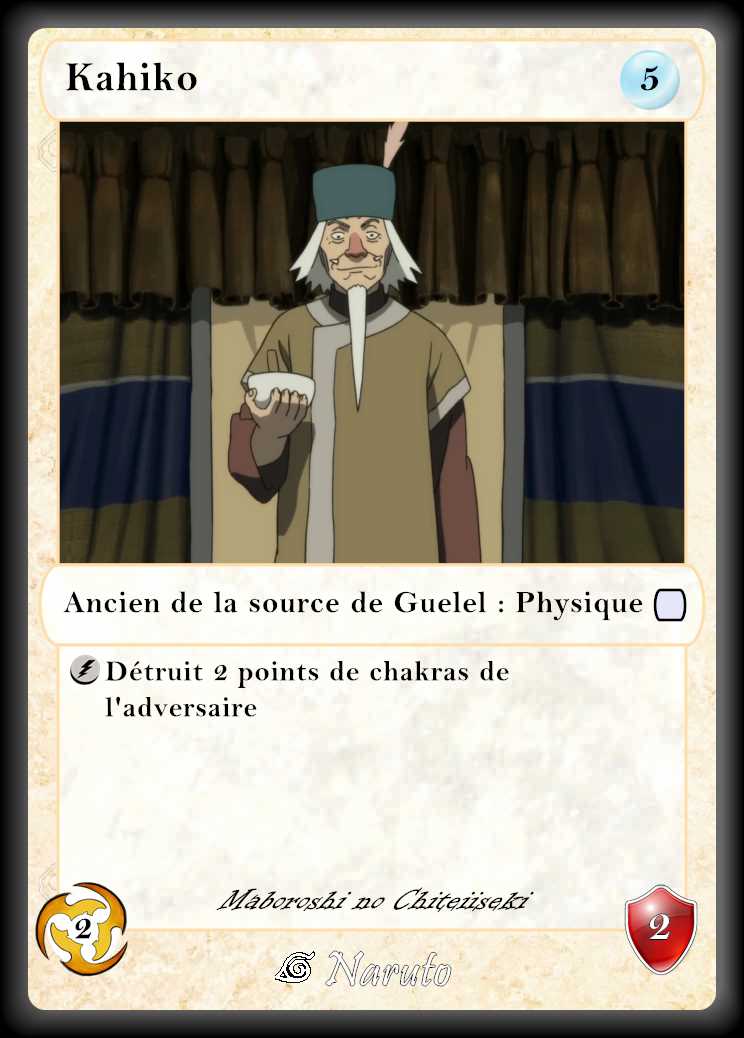 Kahiko
5
Ancien de la source de Guelel : Physique
Détruit 2 points de chakras de
l'adversaire
Maboroshi no Chiteiiseki
2
2
Naruto